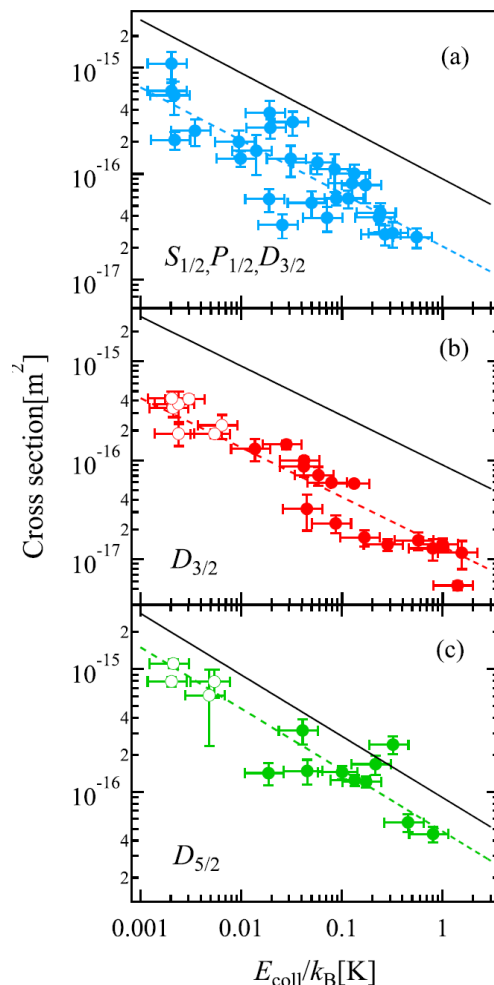 Cross section[m²]
(a)
2
10⁻¹⁵
4
2
10⁻¹⁶
4
2
10⁻¹⁷
S₁/₂,P₁/₂,D₃/₂
(b)
2
10⁻¹⁵
4
2
10⁻¹⁶
4
2
10⁻¹⁷
D₃/₂
(c)
2
10⁻¹⁵
4
2
10⁻¹⁶
4
2
D₅/₂
0.001 0.01 0.1 1
E_coll/k_B[K]